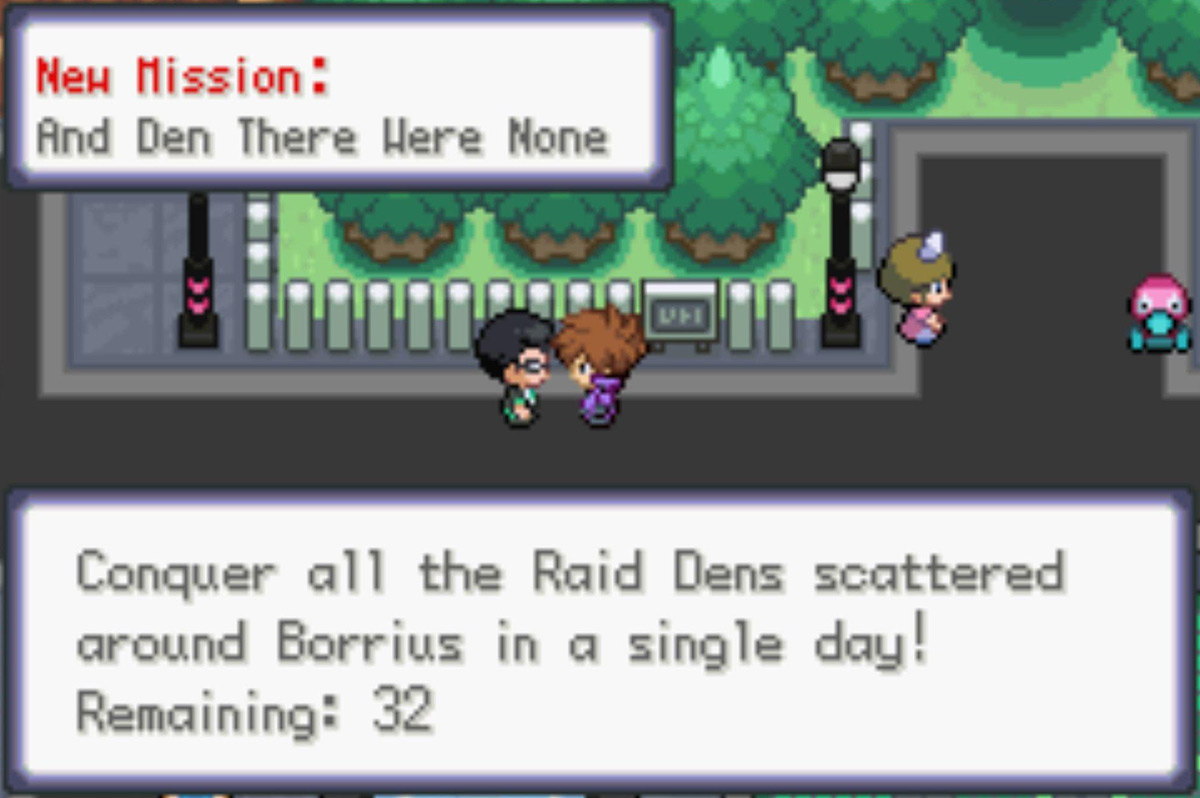 New Mission:
And Den There Were None
Conquer all the Raid Dens scattered
around Borrius in a single day!
Remaining: 32